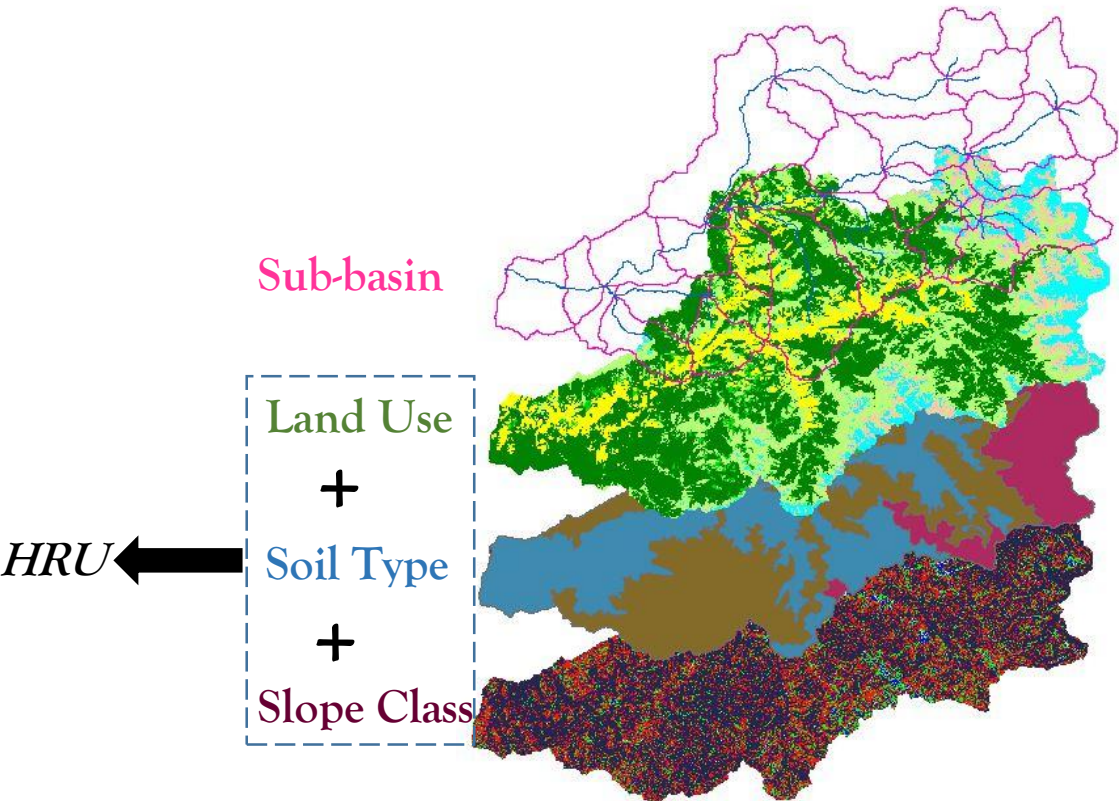 Sub-basin
Land Use
+
HRU
Soil Type
+
Slope Class